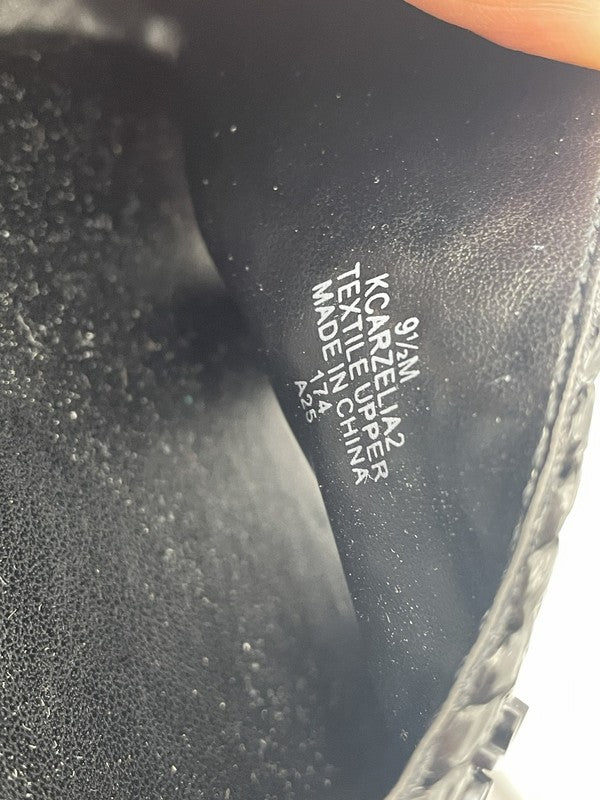 9½M
KCARZELIA2
TEXTILE UPPER
MADE IN CHINA
174
A25